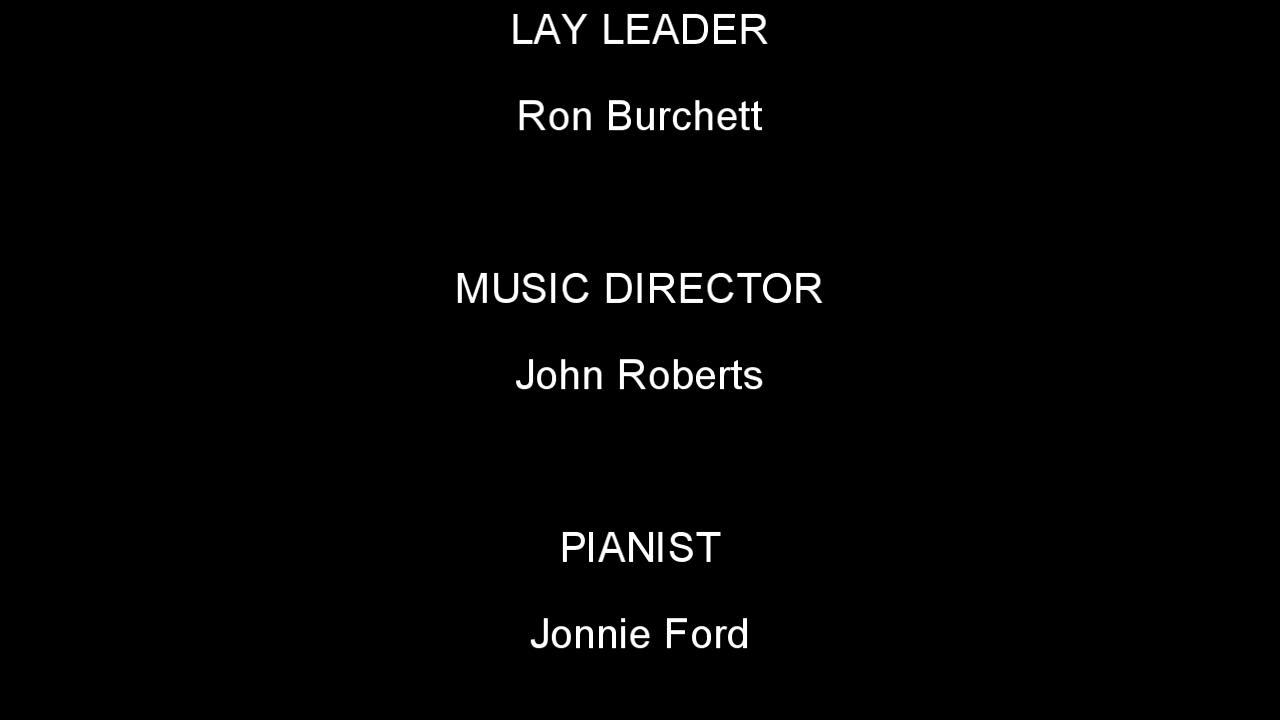 LAY LEADER
Ron Burchett
MUSIC DIRECTOR
John Roberts
PIANIST
Jonnie Ford